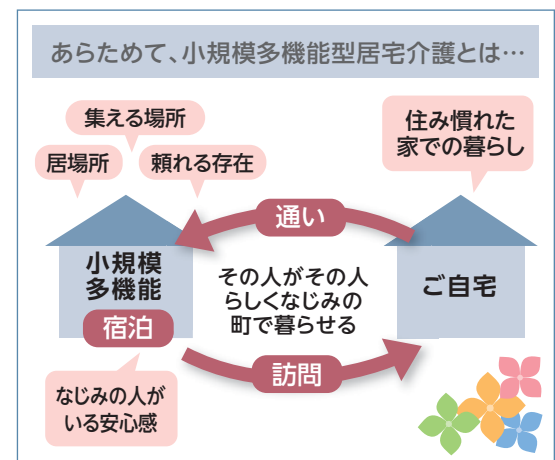 あらためて、小規模多機能型居宅介護とは…
集える場所
居場所
頼れる存在
住み慣れた
家での暮らし
通い
小規模
多機能
宿泊
その人がその人
らしくなじみの
町で暮らせる
ご自宅
訪問
なじみの人が
いる安心感